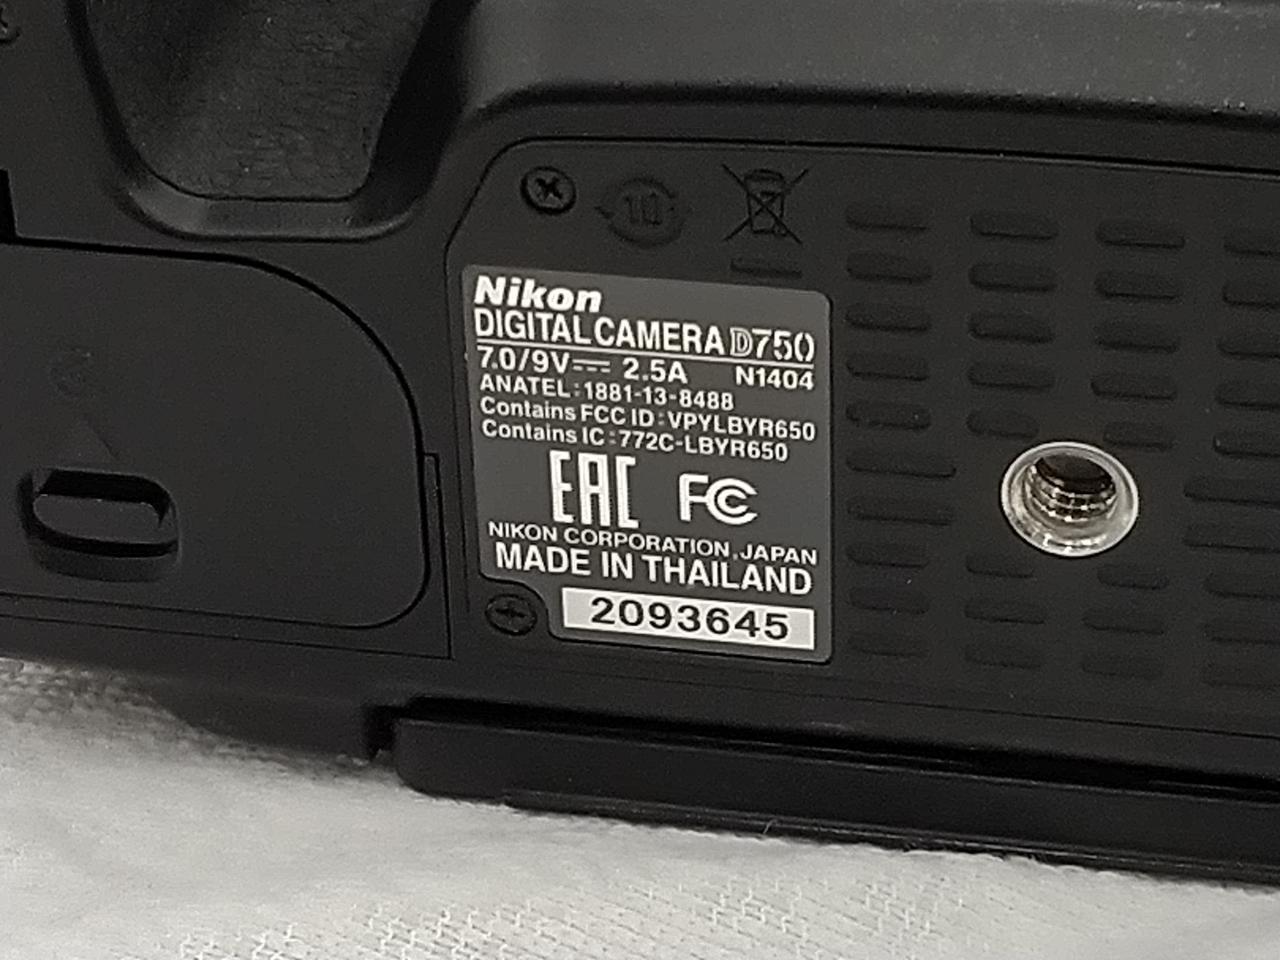 10
Nikon
DIGITAL CAMERA D750
7.0/9V⎓ 2.5A N1404
ANATEL:1881-13-8488
Contains FCC ID:VPYLBYR650
Contains IC:772C-LBYR650
EAC FC
NIKON CORPORATION, JAPAN
MADE IN THAILAND
2093645